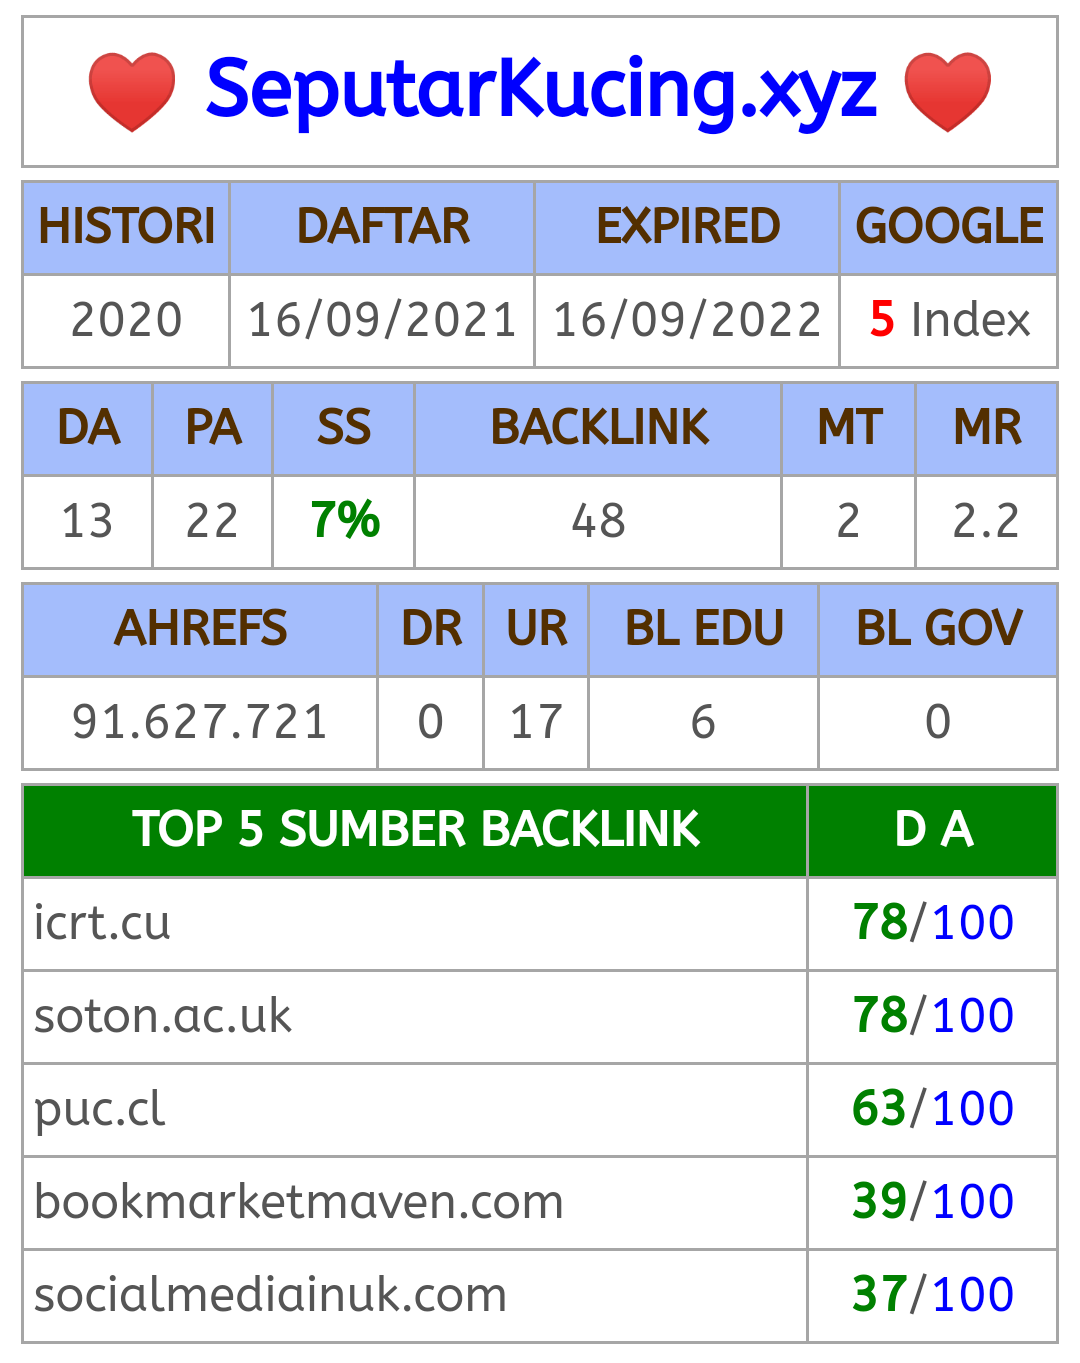 ❤️ SeputarKucing.xyz ❤️
HISTORI DAFTAR EXPIRED GOOGLE
2020 16/09/2021 16/09/2022 5 Index
DA PA SS BACKLINK MT MR
13 22 7% 48 2 2.2
AHREFS DR UR BL EDU BL GOV
91.627.721 0 17 6 0
TOP 5 SUMBER BACKLINK D A
icrt.cu 78/100
soton.ac.uk 78/100
puc.cl 63/100
bookmarketmaven.com 39/100
socialmediainuk.com 37/100